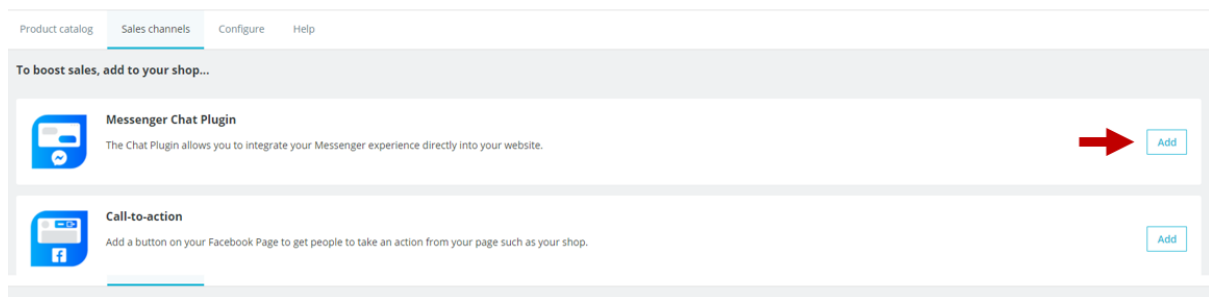 Product catalog Sales channels Configure Help
To boost sales, add to your shop...
Messenger Chat Plugin
The Chat Plugin allows you to integrate your Messenger experience directly into your website.
Add
Call-to-action
Add a button on your Facebook Page to get people to take an action from your page such as your shop.
Add